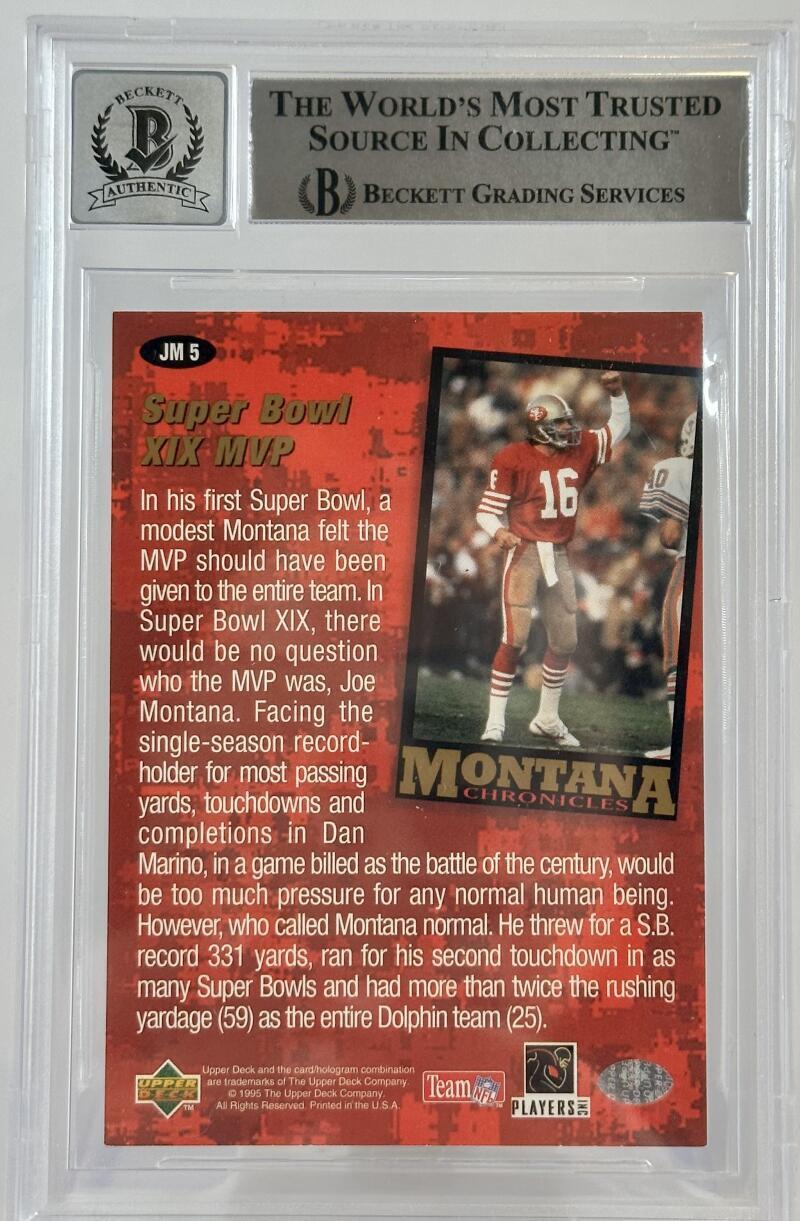 BECKETT
B
AUTHENTIC
THE WORLD'S MOST TRUSTED
SOURCE IN COLLECTING™
B BECKETT GRADING SERVICES
JM 5
Super Bowl
XIX MVP
In his first Super Bowl, a
modest Montana felt the
MVP should have been
given to the entire team. In
Super Bowl XIX, there
would be no question
who the MVP was, Joe
Montana. Facing the
single-season record-
holder for most passing
yards, touchdowns and
completions in Dan
Marino, in a game billed as the battle of the century, would
be too much pressure for any normal human being.
However, who called Montana normal. He threw for a S.B.
record 331 yards, ran for his second touchdown in as
many Super Bowls and had more than twice the rushing
yardage (59) as the entire Dolphin team (25).
16
MONTANA
CHRONICLES
UPPER
DECK
™
Upper Deck and the card/hologram combination
are trademarks of The Upper Deck Company.
© 1995 The Upper Deck Company.
All Rights Reserved. Printed in the U.S.A.
Team NFL™
PLAYERS INC